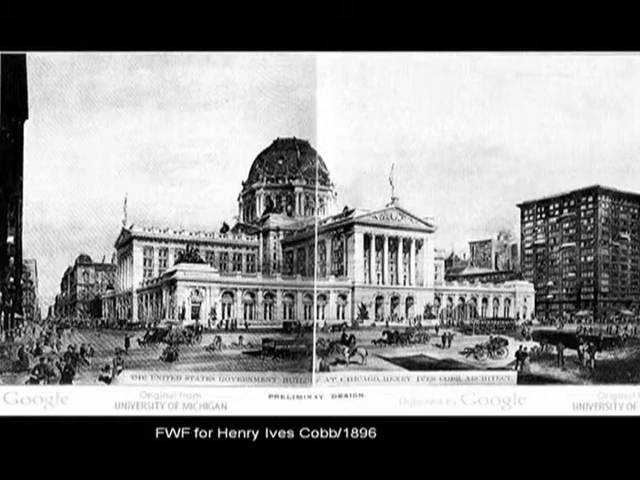 THE UNITED STATES GOVERNMENT BUILDING AT CHICAGO, HENRY IVES COBB, ARCHITECT.
PRELIMINARY DESIGN.
Google
Original from
UNIVERSITY OF MICHIGAN
Digitized by Google
Original f
UNIVERSITY OF
FWF for Henry Ives Cobb/1896